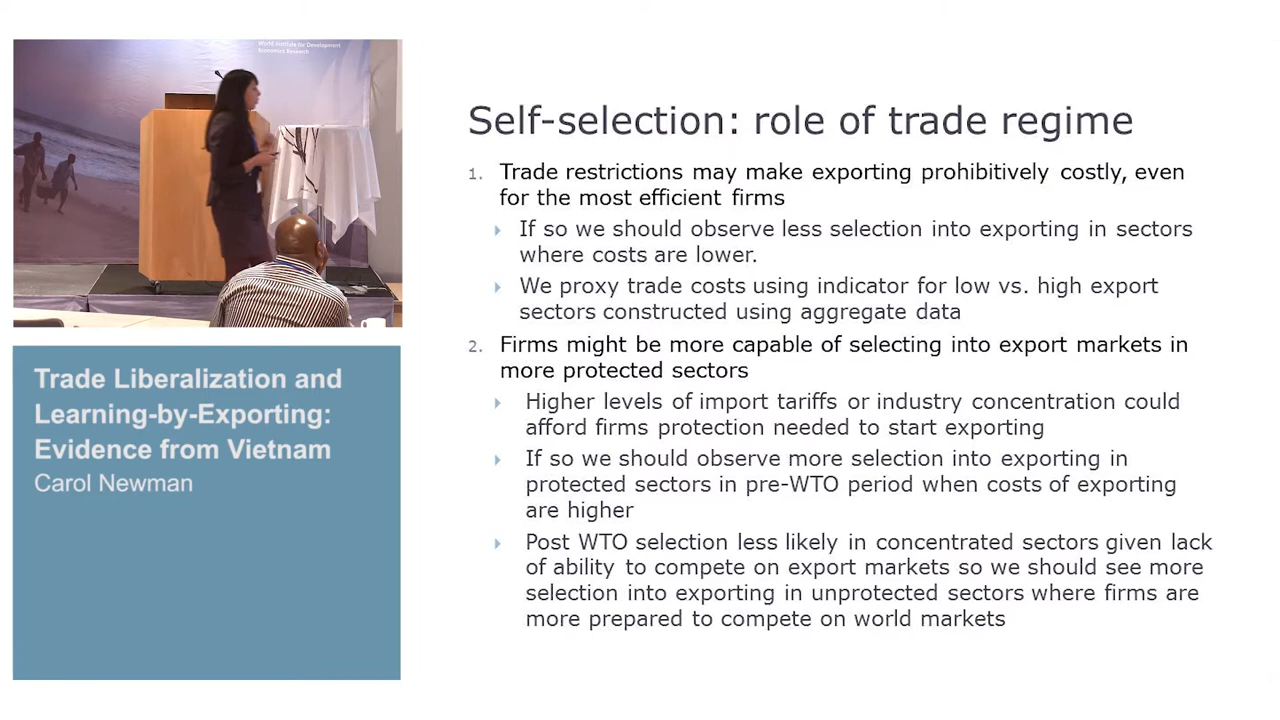 World Institute for Development
Economics Research
Self-selection: role of trade regime
1. Trade restrictions may make exporting prohibitively costly, even
for the most efficient firms
If so we should observe less selection into exporting in sectors
where costs are lower.
We proxy trade costs using indicator for low vs. high export
sectors constructed using aggregate data
2. Firms might be more capable of selecting into export markets in
more protected sectors
Higher levels of import tariffs or industry concentration could
afford firms protection needed to start exporting
If so we should observe more selection into exporting in
protected sectors in pre-WTO period when costs of exporting
are higher
Post WTO selection less likely in concentrated sectors given lack
of ability to compete on export markets so we should see more
selection into exporting in unprotected sectors where firms are
more prepared to compete on world markets
Trade Liberalization and
Learning-by-Exporting:
Evidence from Vietnam
Carol Newman